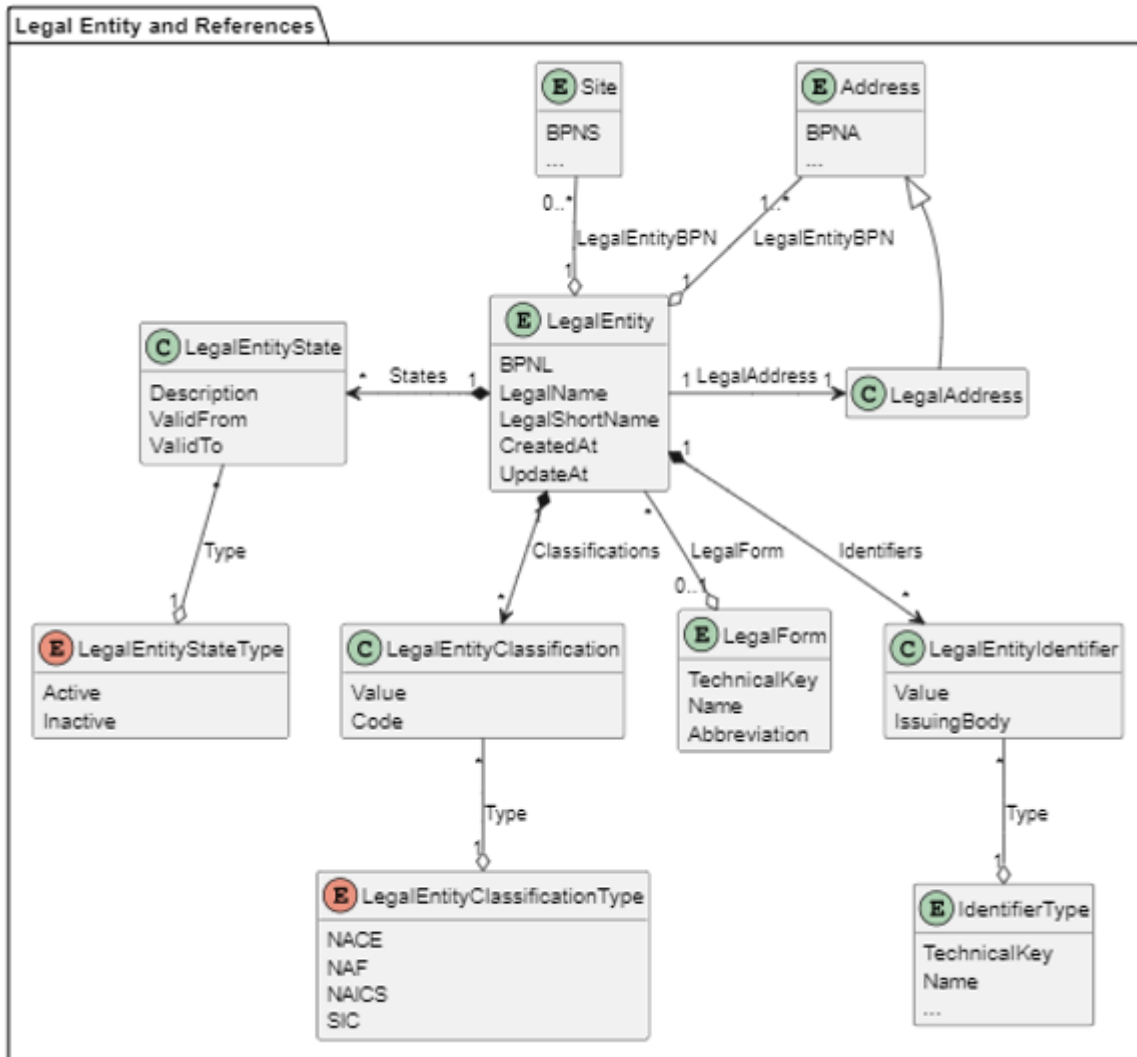 Legal Entity and References
E Site
BPNS
...
E Address
BPNA
...
0..*
1..*
LegalEntityBPN
LegalEntityBPN
1
1
E LegalEntity
BPNL
LegalName
LegalShortName
CreatedAt
UpdateAt
C LegalEntityState
Description
ValidFrom
ValidTo
* States 1
1 LegalAddress 1
C LegalAddress
1
1
*
*
Type
Classifications
LegalForm
Identifiers
1
*
0..1
*
E LegalEntityStateType
Active
Inactive
C LegalEntityClassification
Value
Code
E LegalForm
TechnicalKey
Name
Abbreviation
C LegalEntityIdentifier
Value
IssuingBody
*
*
Type
Type
1
1
E LegalEntityClassificationType
NACE
NAF
NAICS
SIC
E IdentifierType
TechnicalKey
Name
...